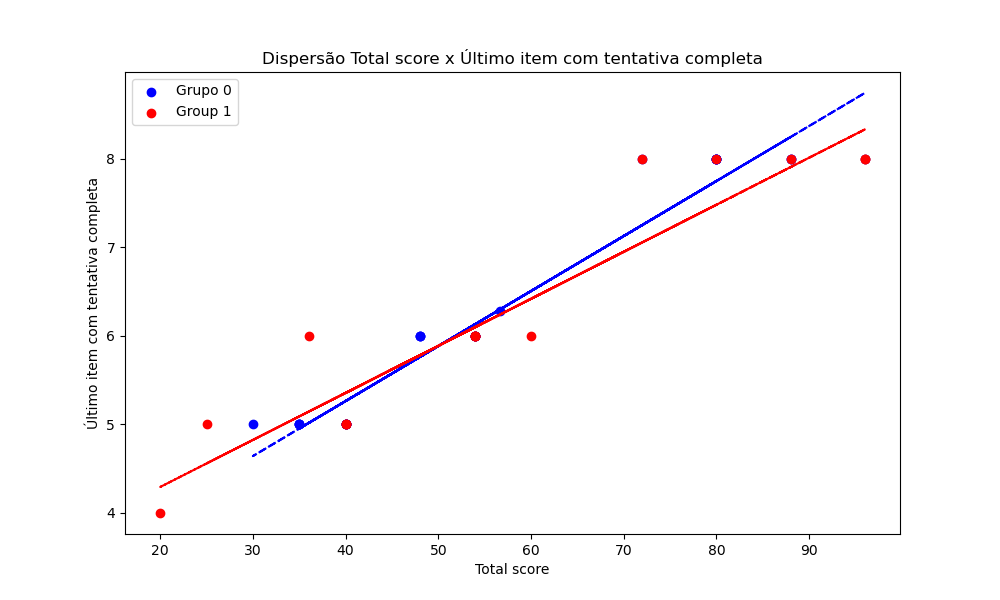 Dispersão Total score x Último item com tentativa completa
Grupo 0
Group 1
Último item com tentativa completa
8
7
6
5
4
20 30 40 50 60 70 80 90
Total score